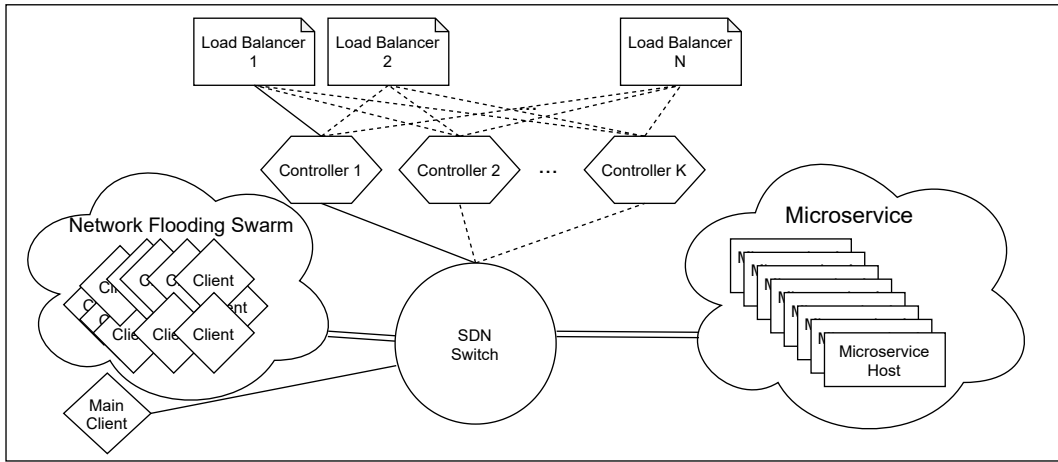 Load Balancer
1
Load Balancer
2
Load Balancer
N
Controller 1
Controller 2
...
Controller K
Network Flooding Swarm
Client
Client
Client
Microservice
Microservice
Host
SDN
Switch
Main
Client